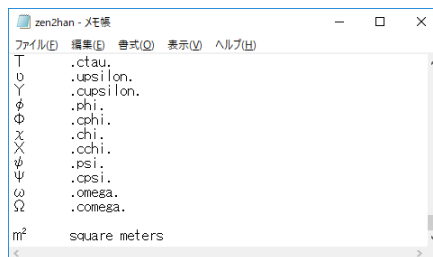 zen2han - メモ帳
ファイル(F) 編集(E) 書式(O) 表示(V) ヘルプ(H)
Τ .ctau.
υ .upsilon.
Υ .cupsilon.
φ .phi.
Φ .cphi.
χ .chi.
Χ .cchi.
ψ .psi.
Ψ .cpsi.
ω .omega.
Ω .comega.
m² square meters